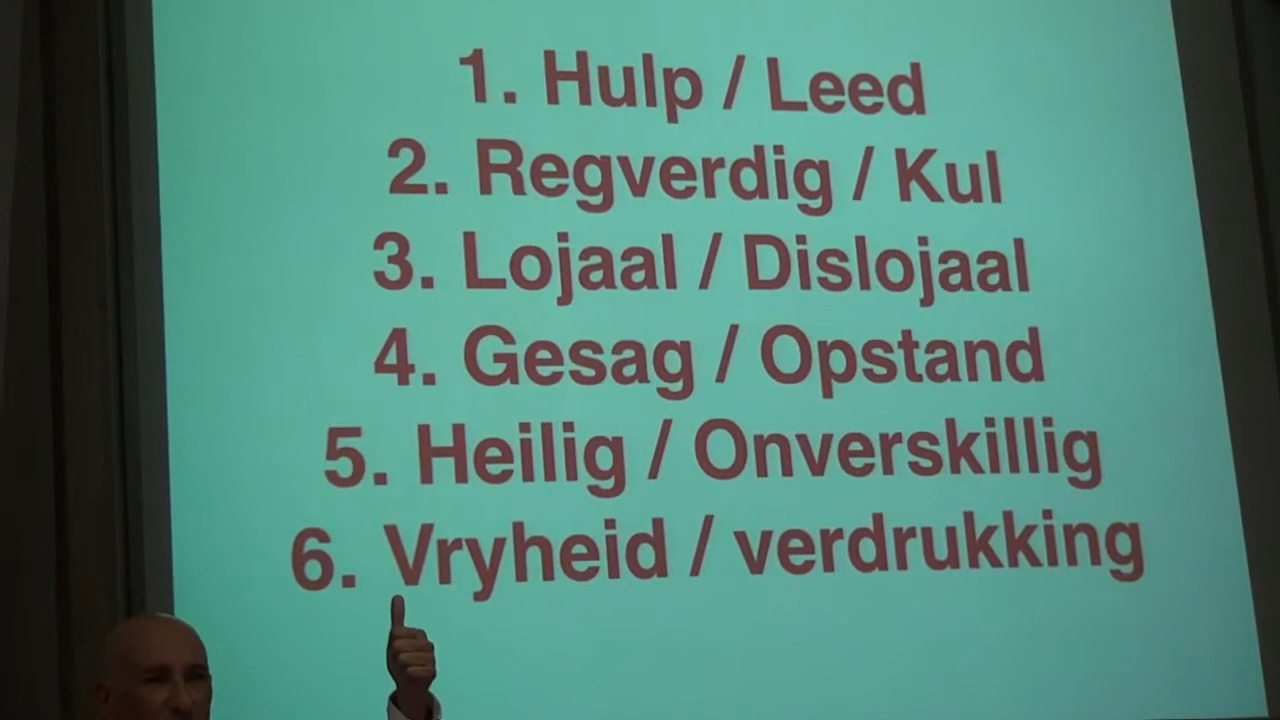 1. Hulp / Leed
2. Regverdig / Kul
3. Lojaal / Dislojaal
4. Gesag / Opstand
5. Heilig / Onverskillig
6. Vryheid / verdrukking